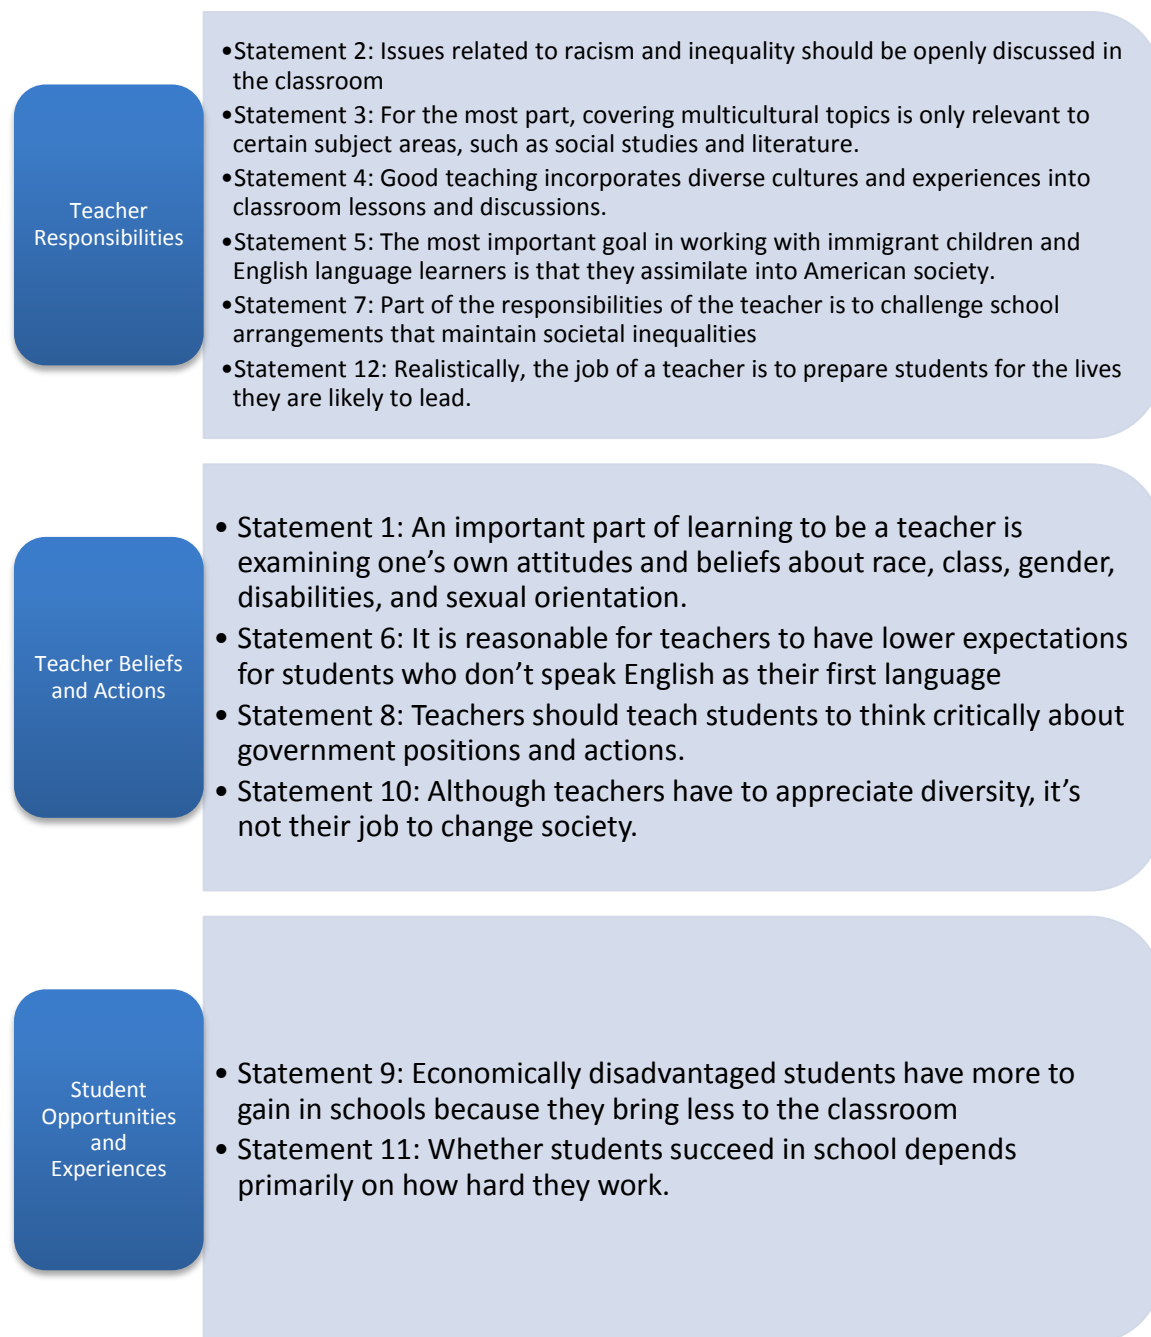 Teacher
Responsibilities
•Statement 2: Issues related to racism and inequality should be openly discussed in
the classroom
•Statement 3: For the most part, covering multicultural topics is only relevant to
certain subject areas, such as social studies and literature.
•Statement 4: Good teaching incorporates diverse cultures and experiences into
classroom lessons and discussions.
•Statement 5: The most important goal in working with immigrant children and
English language learners is that they assimilate into American society.
•Statement 7: Part of the responsibilities of the teacher is to challenge school
arrangements that maintain societal inequalities
•Statement 12: Realistically, the job of a teacher is to prepare students for the lives
they are likely to lead.
Teacher Beliefs
and Actions
• Statement 1: An important part of learning to be a teacher is
examining one’s own attitudes and beliefs about race, class, gender,
disabilities, and sexual orientation.
• Statement 6: It is reasonable for teachers to have lower expectations
for students who don’t speak English as their first language
• Statement 8: Teachers should teach students to think critically about
government positions and actions.
• Statement 10: Although teachers have to appreciate diversity, it’s
not their job to change society.
Student
Opportunities
and
Experiences
• Statement 9: Economically disadvantaged students have more to
gain in schools because they bring less to the classroom
• Statement 11: Whether students succeed in school depends
primarily on how hard they work.